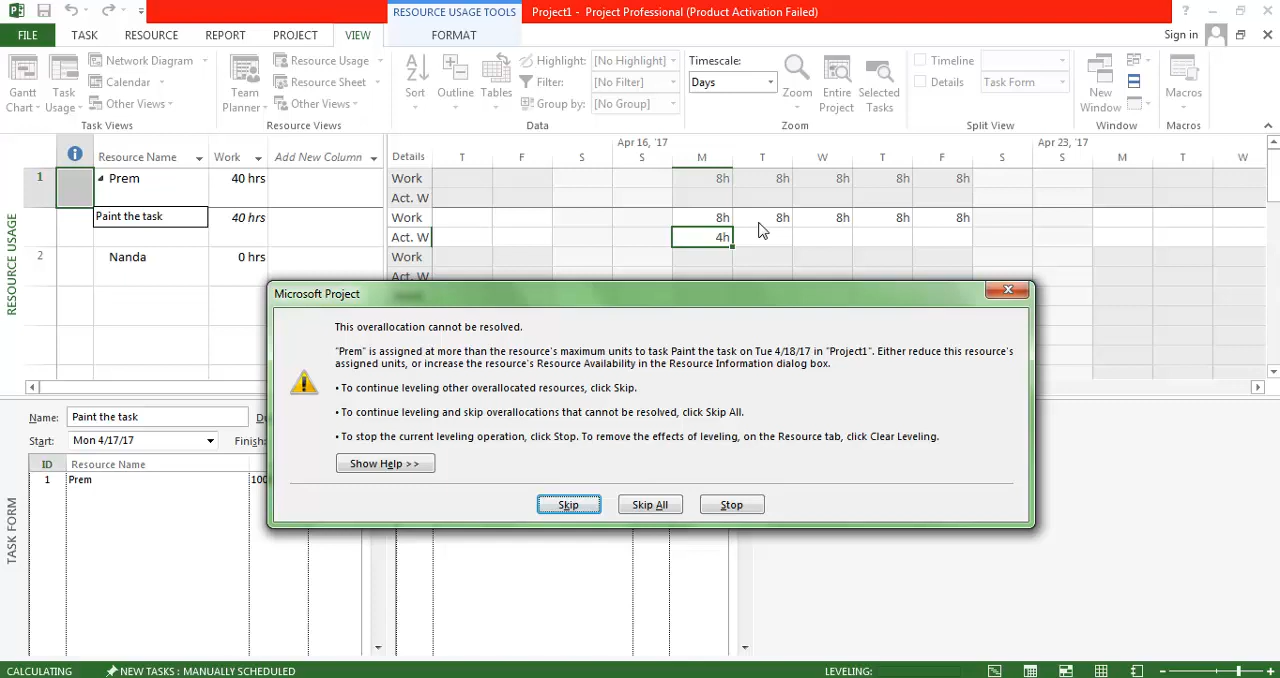 RESOURCE USAGE TOOLS
Project1 - Project Professional (Product Activation Failed)
?
FILE
TASK
RESOURCE
REPORT
PROJECT
VIEW
FORMAT
Sign in
Gantt Chart
Task Usage
Network Diagram
Calendar
Other Views
Task Views
Team Planner
Resource Usage
Resource Sheet
Other Views
Resource Views
Sort
Outline
Tables
Highlight:
[No Highlight]
Filter:
[No Filter]
Group by:
[No Group]
Data
Timescale:
Days
Zoom
Entire Project
Selected Tasks
Zoom
Timeline
Details
Task Form
Split View
New Window
Window
Macros
Macros
Apr 16, '17
Apr 23, '17
Resource Name
Work
Add New Column
Details
T
F
S
S
M
T
W
T
F
S
S
M
T
W
1
Prem
40 hrs
Work
8h
8h
8h
8h
8h
Act. W
Paint the task
40 hrs
Work
8h
8h
8h
8h
8h
Act. W
4h
2
Nanda
0 hrs
Work
Act. W
RESOURCE USAGE
Microsoft Project
This overallocation cannot be resolved.
"Prem" is assigned at more than the resource's maximum units to task Paint the task on Tue 4/18/17 in "Project1". Either reduce this resource's
assigned units, or increase the resource's Resource Availability in the Resource Information dialog box.
• To continue leveling other overallocated resources, click Skip.
• To continue leveling and skip overallocations that cannot be resolved, click Skip All.
• To stop the current leveling operation, click Stop. To remove the effects of leveling, on the Resource tab, click Clear Leveling.
Show Help >>
Skip
Skip All
Stop
Name:
Paint the task
Start:
Mon 4/17/17
Finish
ID
Resource Name
1
Prem
100
TASK FORM
CALCULATING
NEW TASKS : MANUALLY SCHEDULED
LEVELING: